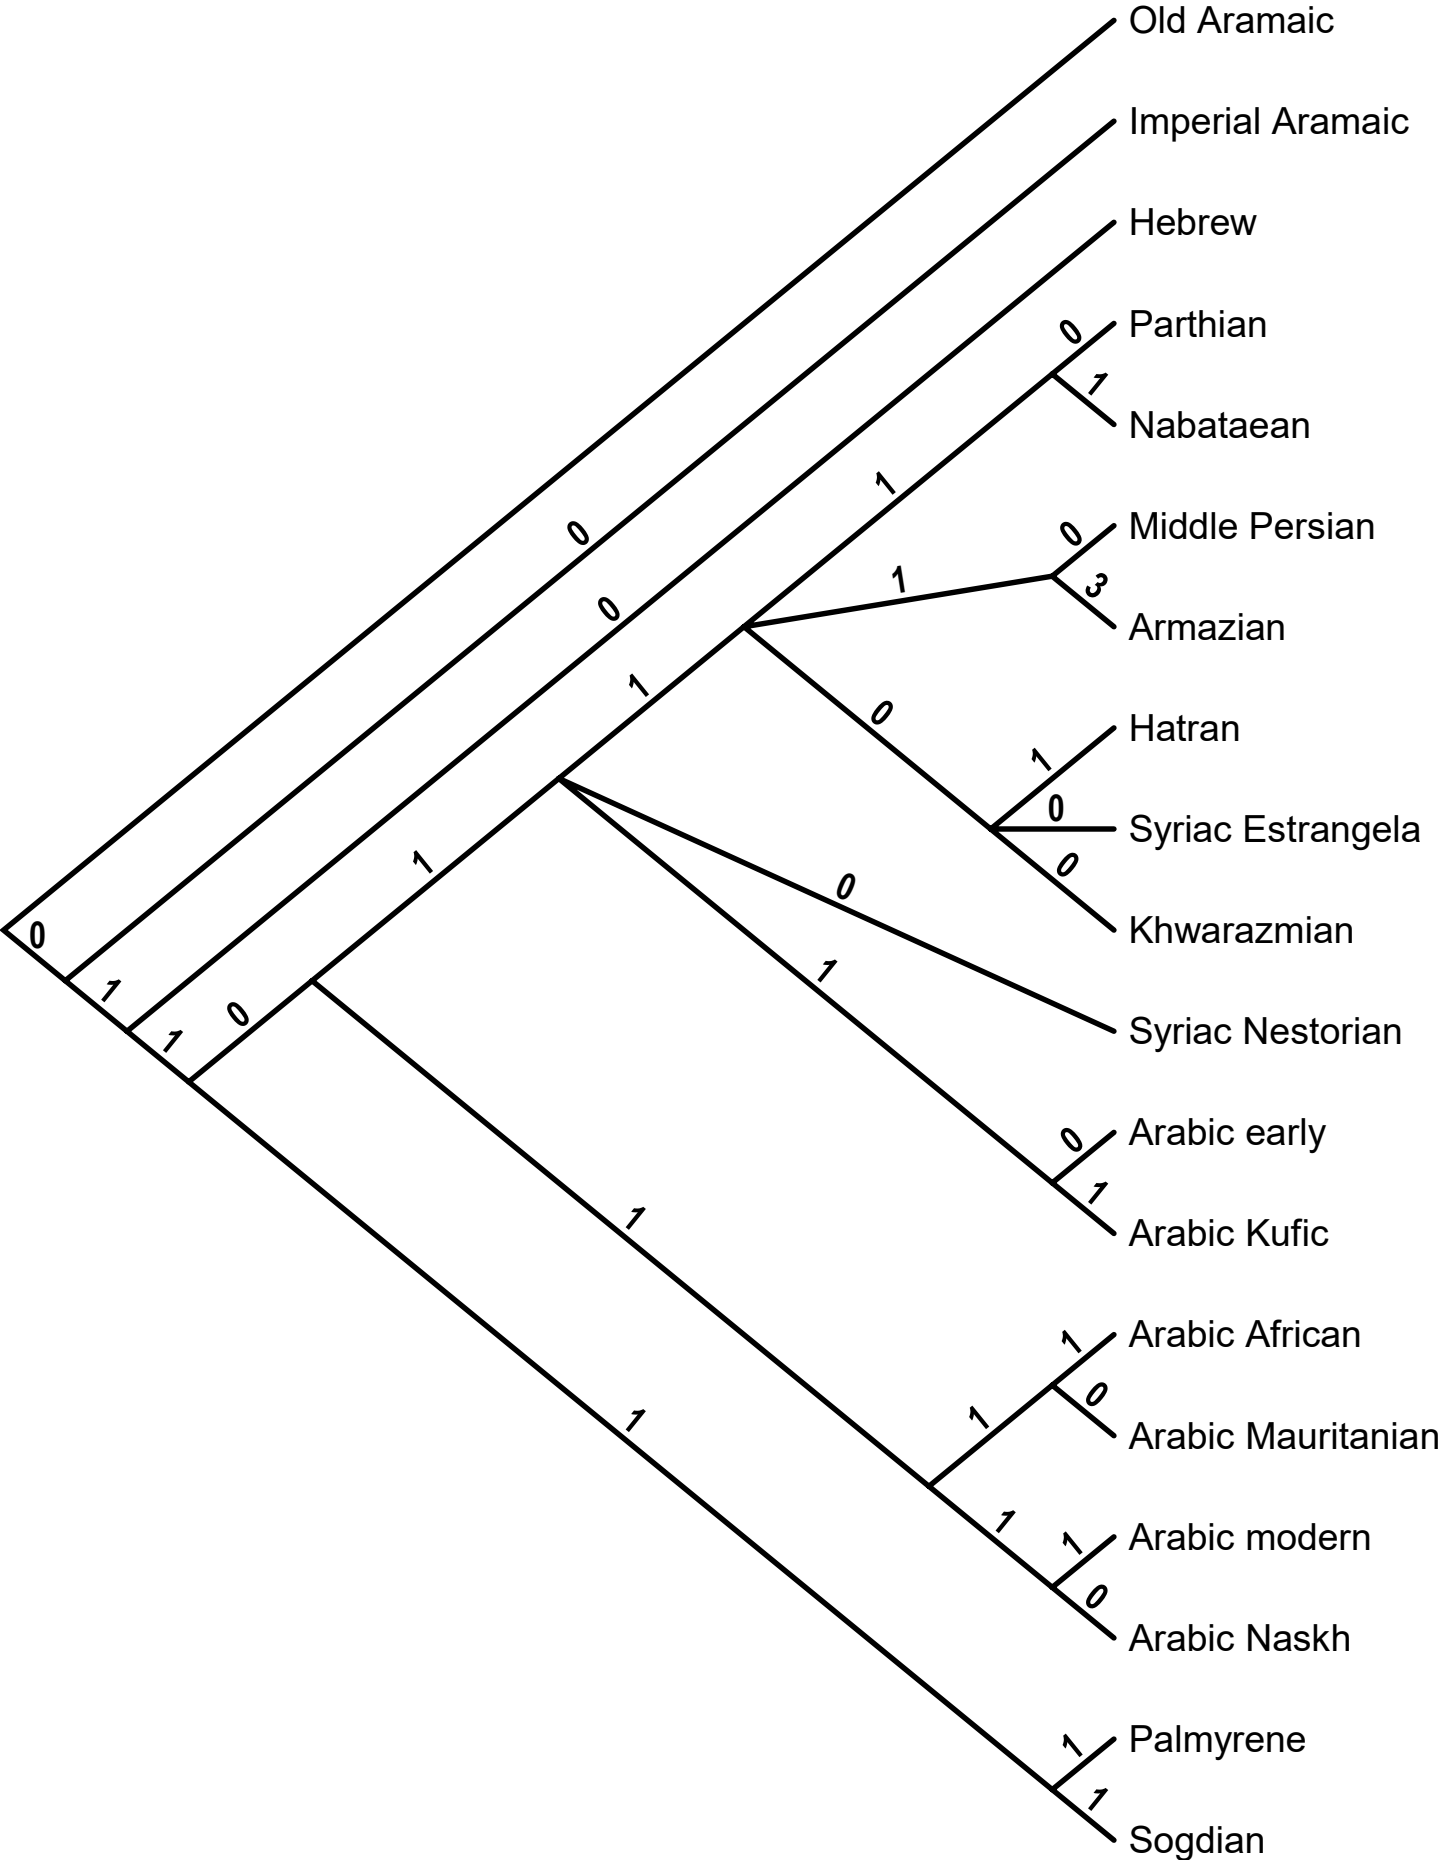 Old Aramaic
Imperial Aramaic
Hebrew
0
Parthian
1
Nabataean
1
0
Middle Persian
0
1
3
Armazian
0
1
0
Hatran
1
0
Syriac Estrangela
1
0
0
Khwarazmian
0
1
Syriac Nestorian
1
0
1
0
Arabic early
1
Arabic Kufic
1
1
Arabic African
0
1
Arabic Mauritanian
1
1
1
Arabic modern
0
Arabic Naskh
1
Palmyrene
1
Sogdian